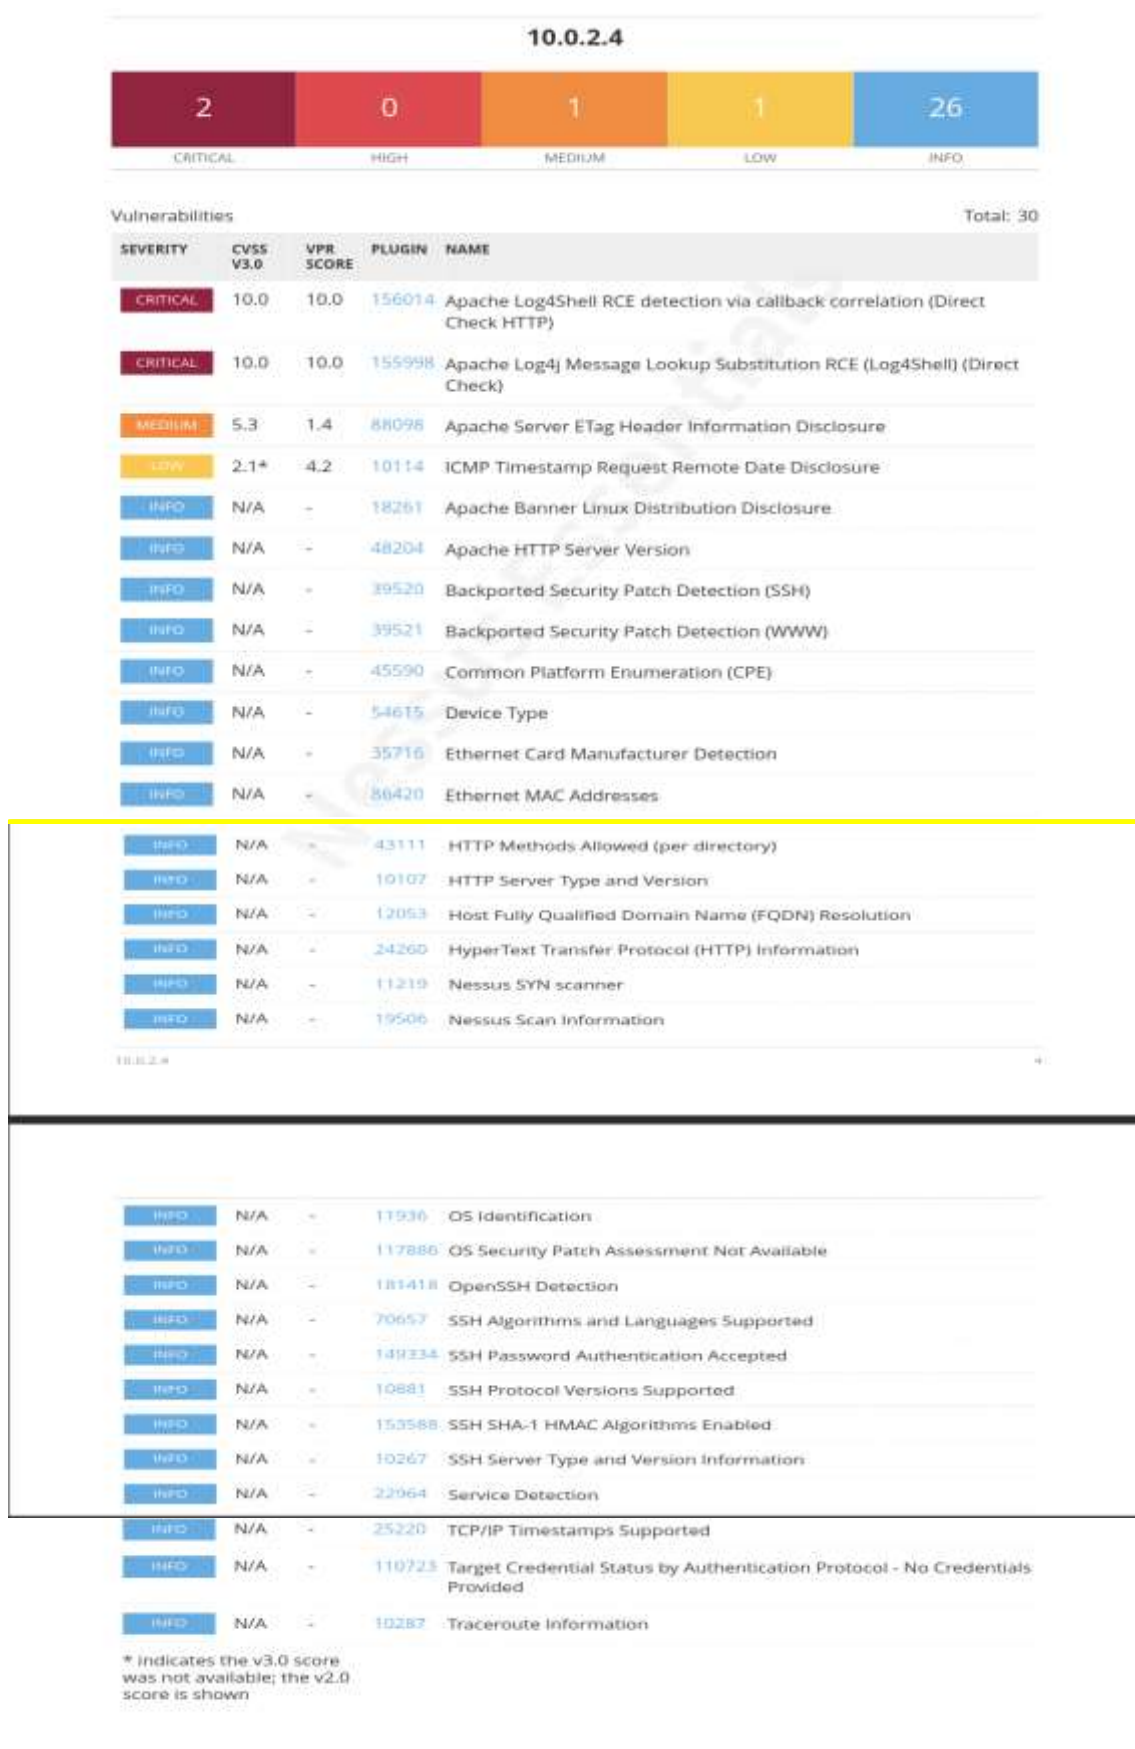 10.0.2.4
2 0 1 1 26
CRITICAL HIGH MEDIUM LOW INFO
Vulnerabilities Total: 30
SEVERITY CVSS V3.0 VPR SCORE PLUGIN NAME
CRITICAL 10.0 10.0 156014 Apache Log4Shell RCE detection via callback correlation (Direct
Check HTTP)
CRITICAL 10.0 10.0 155998 Apache Log4j Message Lookup Substitution RCE (Log4Shell) (Direct
Check)
MEDIUM 5.3 1.4 88098 Apache Server ETag Header Information Disclosure
LOW 2.1* 4.2 10114 ICMP Timestamp Request Remote Date Disclosure
INFO N/A - 18261 Apache Banner Linux Distribution Disclosure
INFO N/A - 48204 Apache HTTP Server Version
INFO N/A - 39520 Backported Security Patch Detection (SSH)
INFO N/A - 39521 Backported Security Patch Detection (WWW)
INFO N/A - 45590 Common Platform Enumeration (CPE)
INFO N/A - 54615 Device Type
INFO N/A - 35716 Ethernet Card Manufacturer Detection
INFO N/A - 86420 Ethernet MAC Addresses
INFO N/A - 43111 HTTP Methods Allowed (per directory)
INFO N/A - 10107 HTTP Server Type and Version
INFO N/A - 12053 Host Fully Qualified Domain Name (FQDN) Resolution
INFO N/A - 24260 HyperText Transfer Protocol (HTTP) Information
INFO N/A - 11219 Nessus SYN scanner
INFO N/A - 19506 Nessus Scan Information
10.0.2.4 4
INFO N/A - 11936 OS Identification
INFO N/A - 117886 OS Security Patch Assessment Not Available
INFO N/A - 181418 OpenSSH Detection
INFO N/A - 70657 SSH Algorithms and Languages Supported
INFO N/A - 149334 SSH Password Authentication Accepted
INFO N/A - 10881 SSH Protocol Versions Supported
INFO N/A - 153588 SSH SHA-1 HMAC Algorithms Enabled
INFO N/A - 10267 SSH Server Type and Version Information
INFO N/A - 22964 Service Detection
INFO N/A - 25220 TCP/IP Timestamps Supported
INFO N/A - 110723 Target Credential Status by Authentication Protocol - No Credentials
Provided
INFO N/A - 10287 Traceroute Information
* indicates the v3.0 score
was not available; the v2.0
score is shown
Nessus Essentials